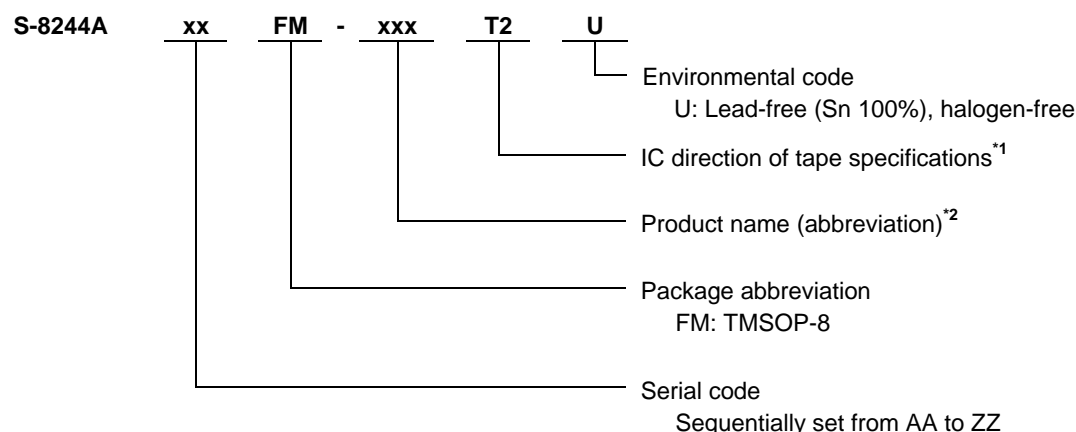 S-8244A xx FM - xxx T2 U
Environmental code
U: Lead-free (Sn 100%), halogen-free
IC direction of tape specifications*1
Product name (abbreviation)*2
Package abbreviation
FM: TMSOP-8
Serial code
Sequentially set from AA to ZZ